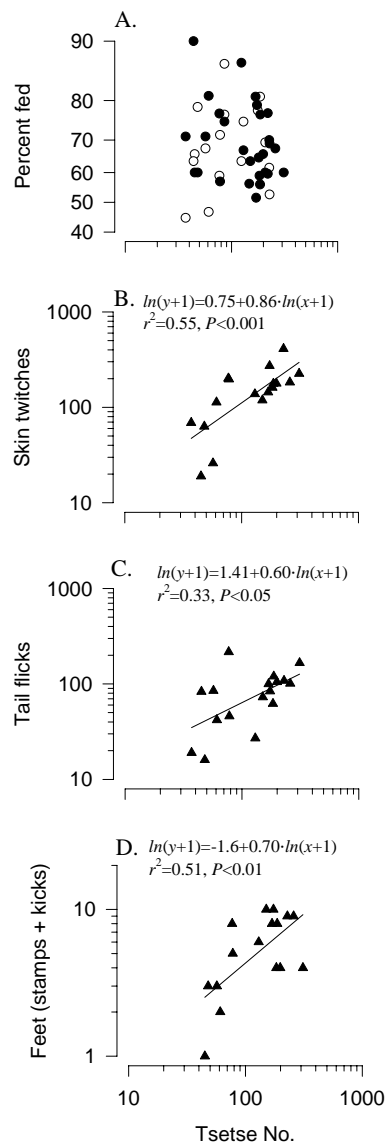 A.
90
80
70
60
50
40
Percent fed
B. ln(y+1)=0.75+0.86·ln(x+1)
r²=0.55, P<0.001
1000
100
10
Skin twitches
C. ln(y+1)=1.41+0.60·ln(x+1)
r²=0.33, P<0.05
1000
100
10
Tail flicks
D. ln(y+1)=-1.6+0.70·ln(x+1)
r²=0.51, P<0.01
10
1
Feet (stamps + kicks)
10 100 1000
Tsetse No.